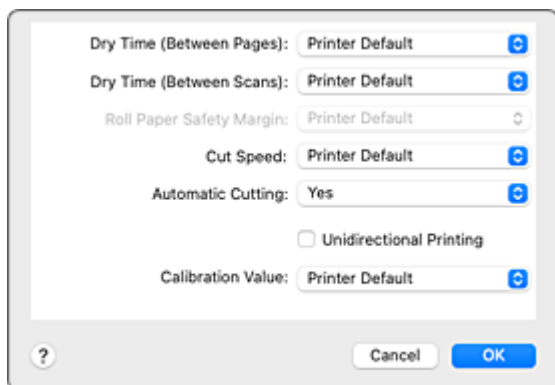 Dry Time (Between Pages): Printer Default
Dry Time (Between Scans): Printer Default
Roll Paper Safety Margin: Printer Default
Cut Speed: Printer Default
Automatic Cutting: Yes
Unidirectional Printing
Calibration Value: Printer Default
? Cancel OK